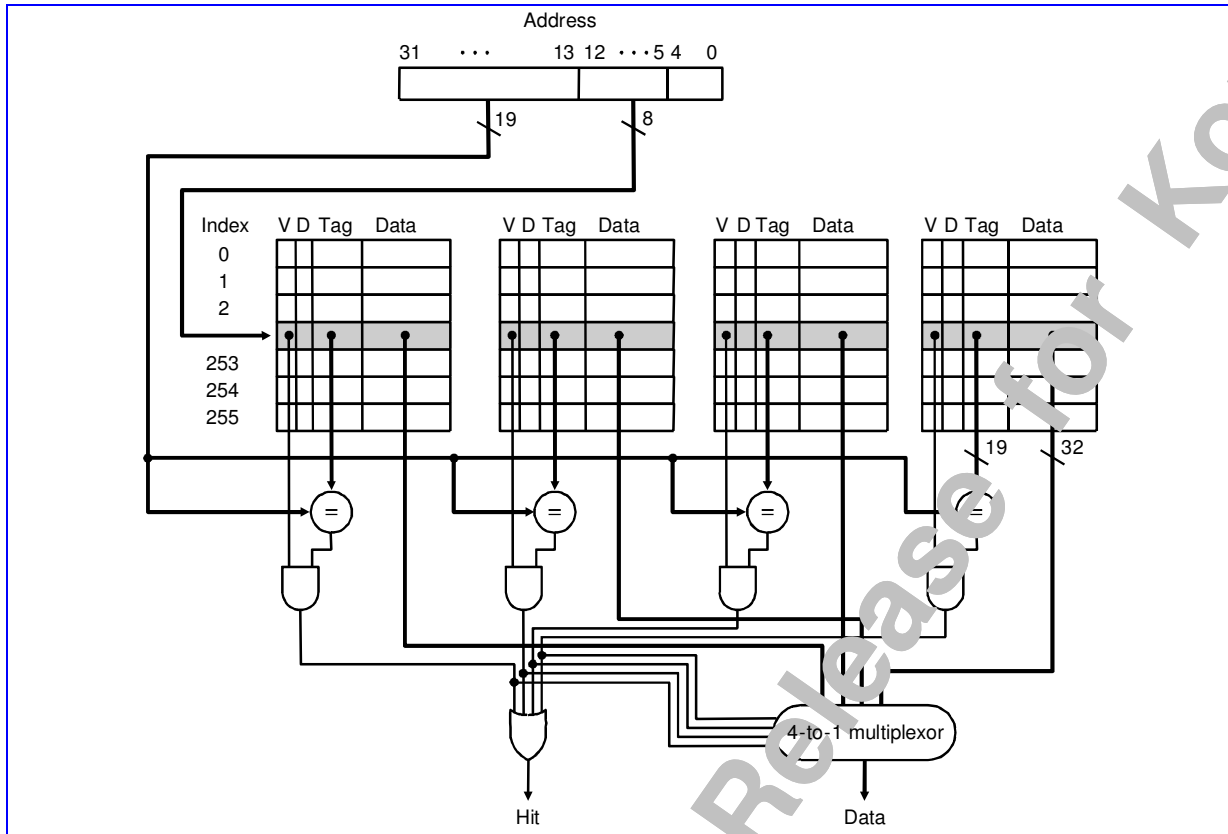 Address
31 ··· 13 12 ···5 4 0
19 8
Index V D Tag Data V D Tag Data V D Tag Data V D Tag Data
0
1
2
253
254
255
19 32
= = = =
4-to-1 multiplexor
Hit Data
Release for